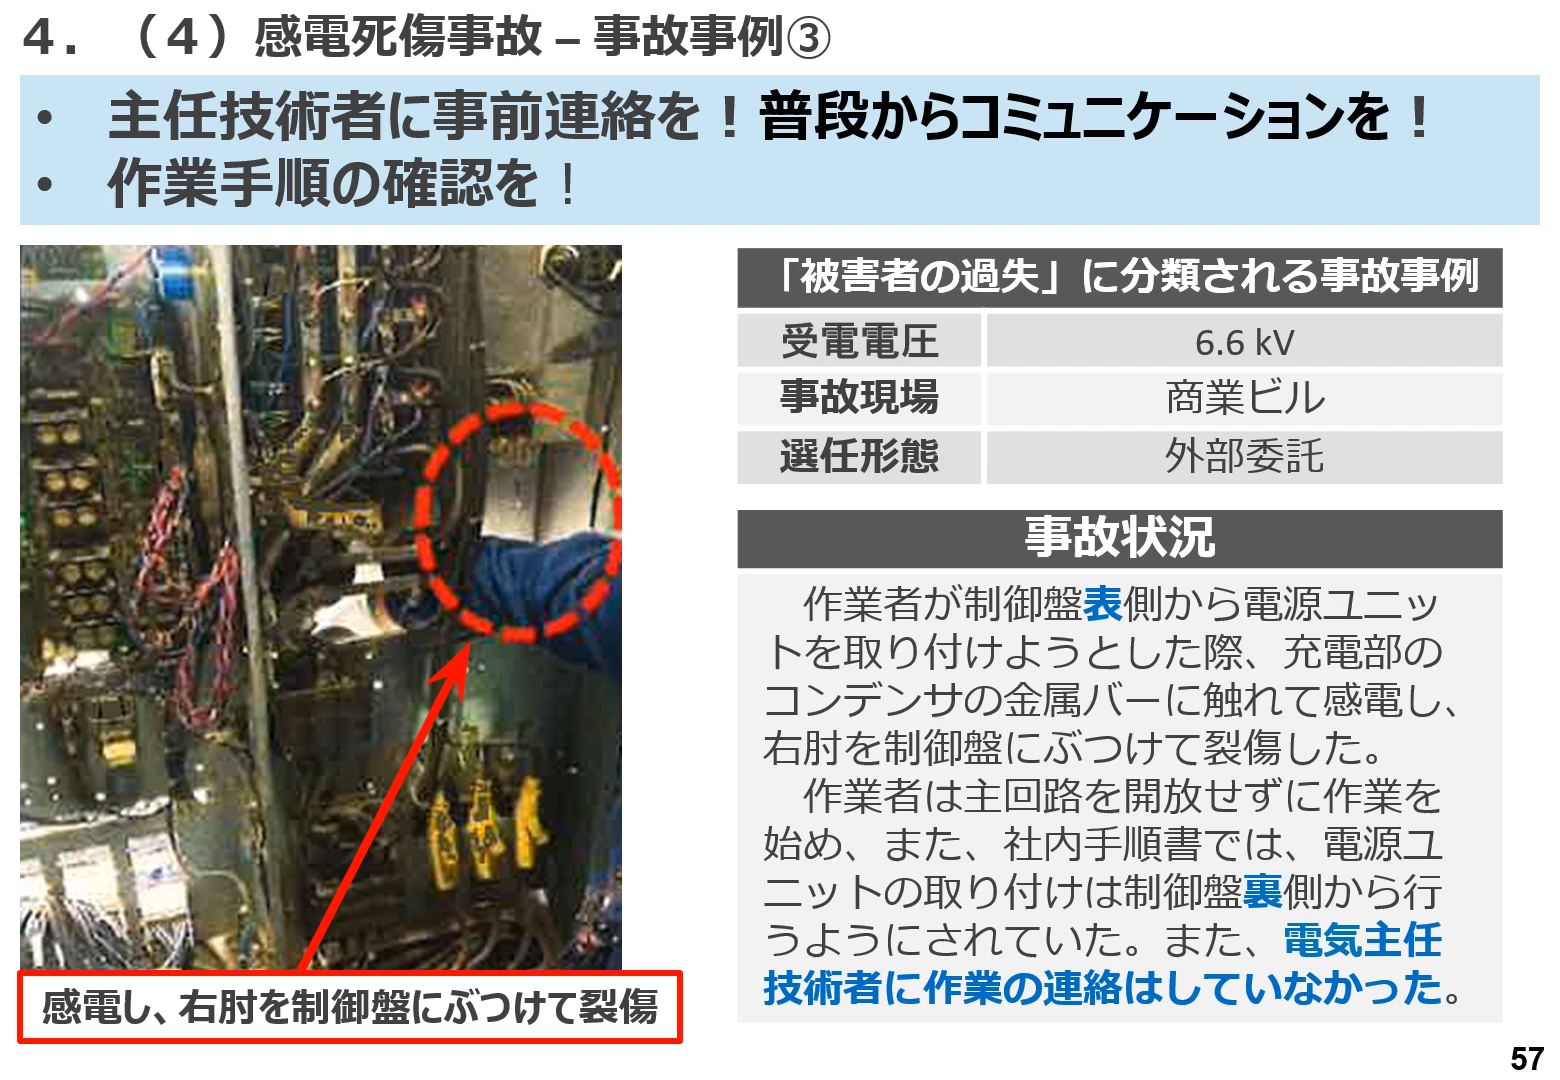 ４．（４）感電死傷事故 – 事故事例③
• 主任技術者に事前連絡を！普段からコミュニケーションを！
• 作業手順の確認を！
「被害者の過失」に分類される事故事例
受電電圧 6.6 kV
事故現場 商業ビル
選任形態 外部委託
事故状況
作業者が制御盤表側から電源ユニッ
トを取り付けようとした際、充電部の
コンデンサの金属バーに触れて感電し、
右肘を制御盤にぶつけて裂傷した。
作業者は主回路を開放せずに作業を
始め、また、社内手順書では、電源ユ
ニットの取り付けは制御盤裏側から行
うようにされていた。また、電気主任
技術者に作業の連絡はしていなかった。
感電し、右肘を制御盤にぶつけて裂傷
57